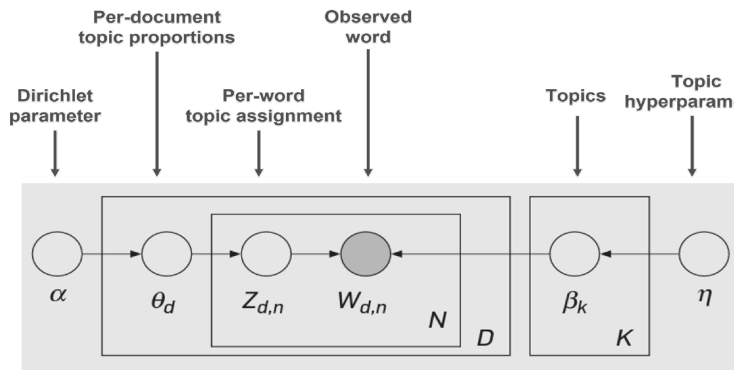 Per-document
topic proportions
Observed
word
Dirichlet
parameter
Per-word
topic assignment
Topics
Topic
hyperparam
α
θd
Zd,n
Wd,n
N
D
βk
K
η